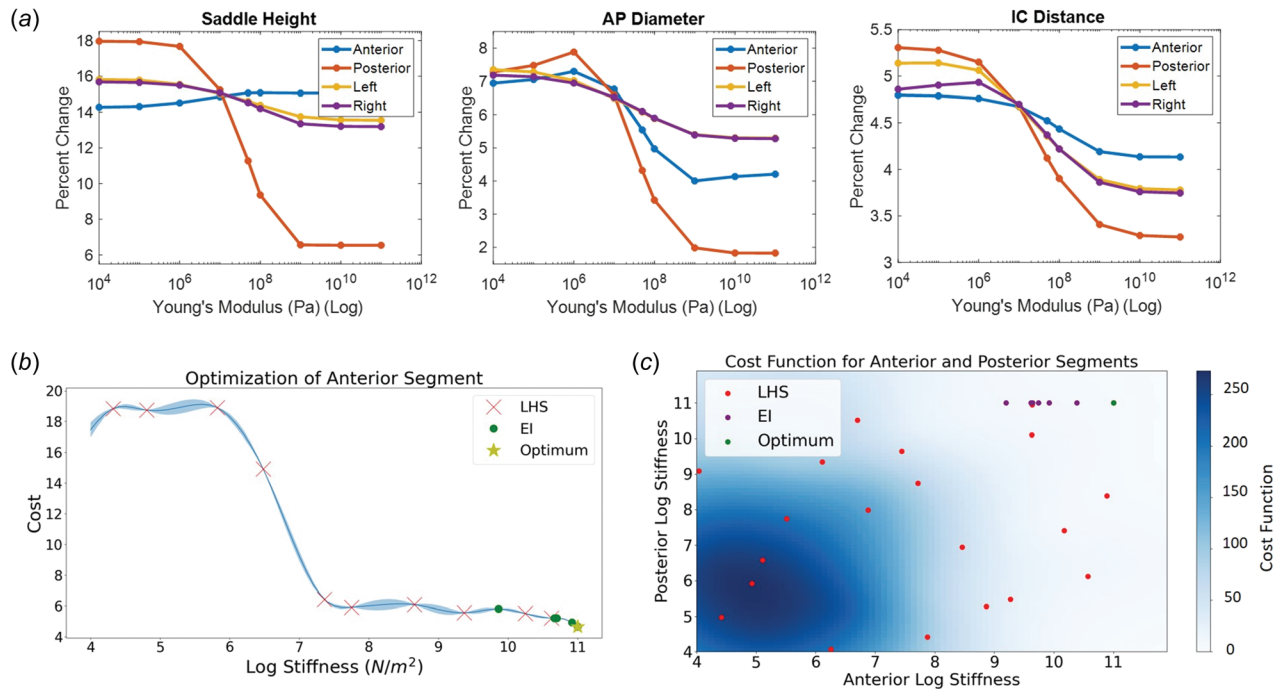 (a)
Saddle Height
18
16
14
12
10
8
6
Percent Change
Anterior
Posterior
Left
Right
10^4 10^6 10^8 10^10 10^12
Young's Modulus (Pa) (Log)
AP Diameter
8
7
6
5
4
3
2
Percent Change
Anterior
Posterior
Left
Right
10^4 10^6 10^8 10^10 10^12
Young's Modulus (Pa) (Log)
IC Distance
5.5
5
4.5
4
3.5
3
Percent Change
Anterior
Posterior
Left
Right
10^4 10^6 10^8 10^10 10^12
Young's Modulus (Pa) (Log)
(b)
Optimization of Anterior Segment
20
18
16
14
12
10
8
6
4
Cost
LHS
EI
Optimum
4 5 6 7 8 9 10 11
Log Stiffness (N/m^2)
(c)
Cost Function for Anterior and Posterior Segments
11
10
9
8
7
6
5
4
Posterior Log Stiffness
LHS
EI
Optimum
4 5 6 7 8 9 10 11
Anterior Log Stiffness
250
200
150
100
50
0
Cost Function